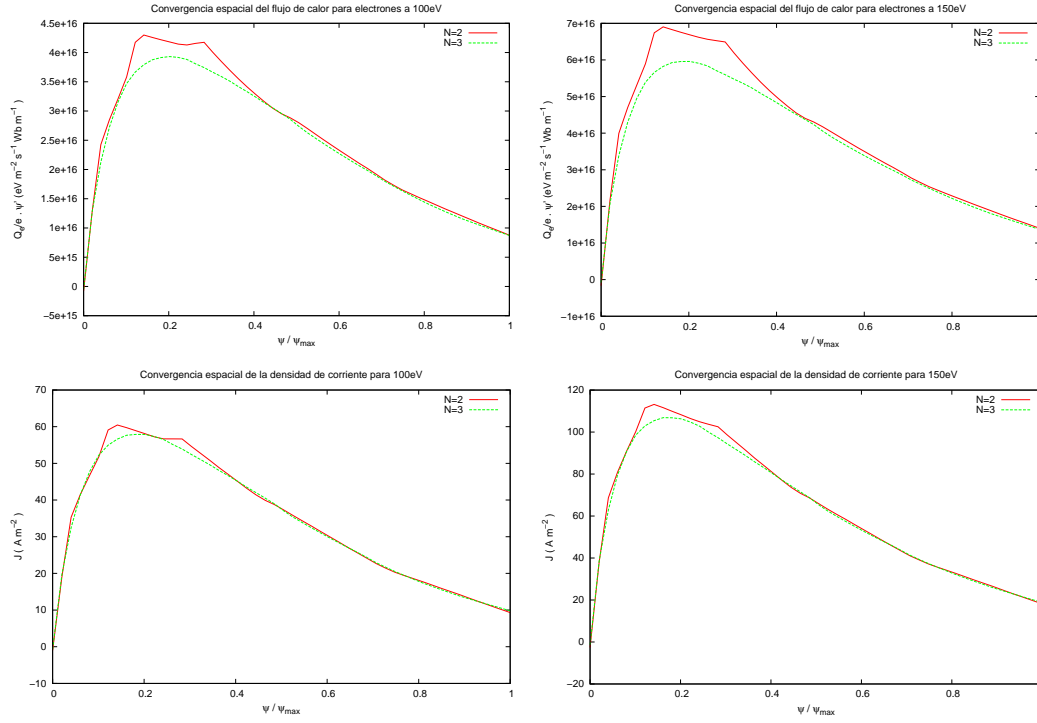 Convergencia espacial del flujo de calor para electrones a 100eV
N=2
N=3
4.5e+16
4e+16
3.5e+16
3e+16
2.5e+16
2e+16
1.5e+16
1e+16
5e+15
0
−5e+15
Qe/e . ψ' (eV m−2 s−1 Wb m−1)
0
0.2
0.4
0.6
0.8
1
ψ / ψmax
Convergencia espacial del flujo de calor para electrones a 150eV
N=2
N=3
7e+16
6e+16
5e+16
4e+16
3e+16
2e+16
1e+16
0
−1e+16
Qe/e . ψ' (eV m−2 s−1 Wb m−1)
0
0.2
0.4
0.6
0.8
ψ / ψmax
Convergencia espacial de la densidad de corriente para 100eV
N=2
N=3
70
60
50
40
30
20
10
0
−10
J ( A m−2)
0
0.2
0.4
0.6
0.8
1
ψ / ψmax
Convergencia espacial de la densidad de corriente para 150eV
N=2
N=3
120
100
80
60
40
20
0
−20
J ( A m−2)
0
0.2
0.4
0.6
0.8
ψ / ψmax